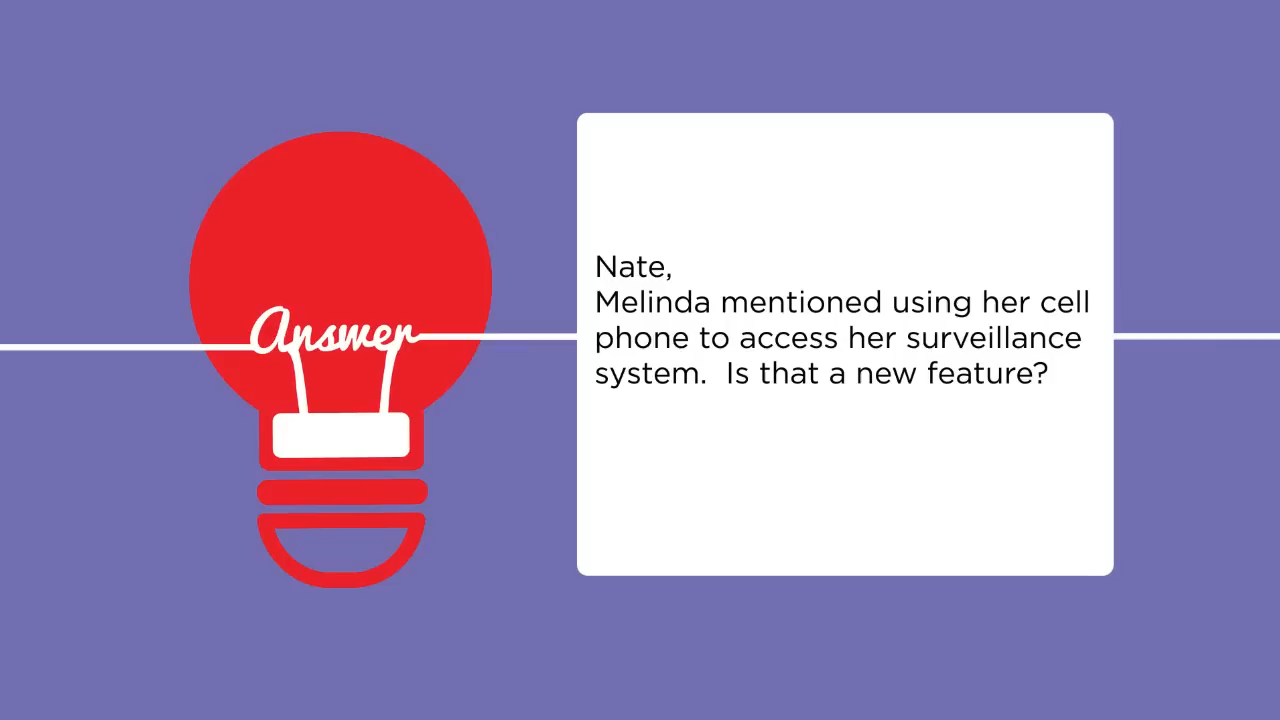 Answer
Nate,
Melinda mentioned using her cell
phone to access her surveillance
system.  Is that a new feature?